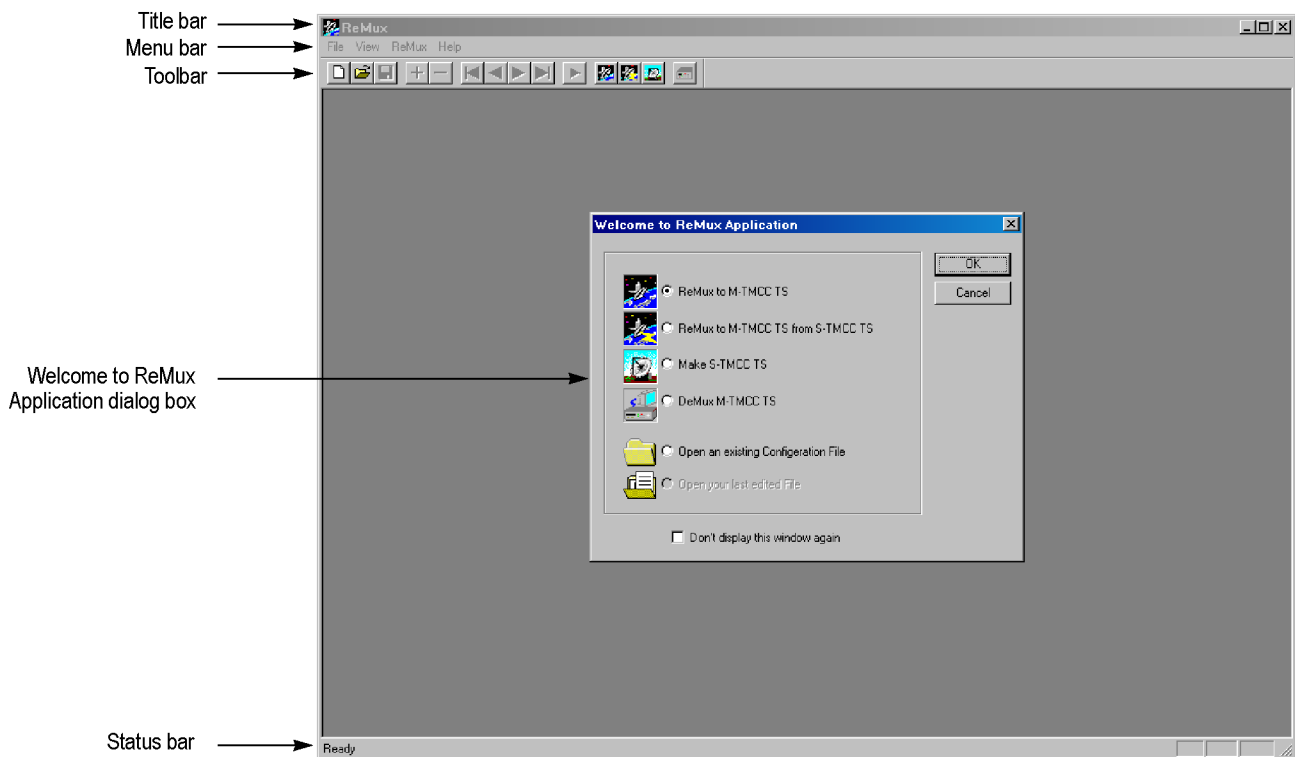 Title bar
ReMux
Menu bar
File View ReMux Help
Toolbar
Welcome to ReMux Application
OK
ReMux to M-TMCC TS
Cancel
ReMux to M-TMCC TS from S-TMCC TS
Make S-TMCC TS
Welcome to ReMux
Application dialog box
DeMux M-TMCC TS
Open an existing Configeration File
Open your last edited File
Don't display this window again
Status bar
Ready